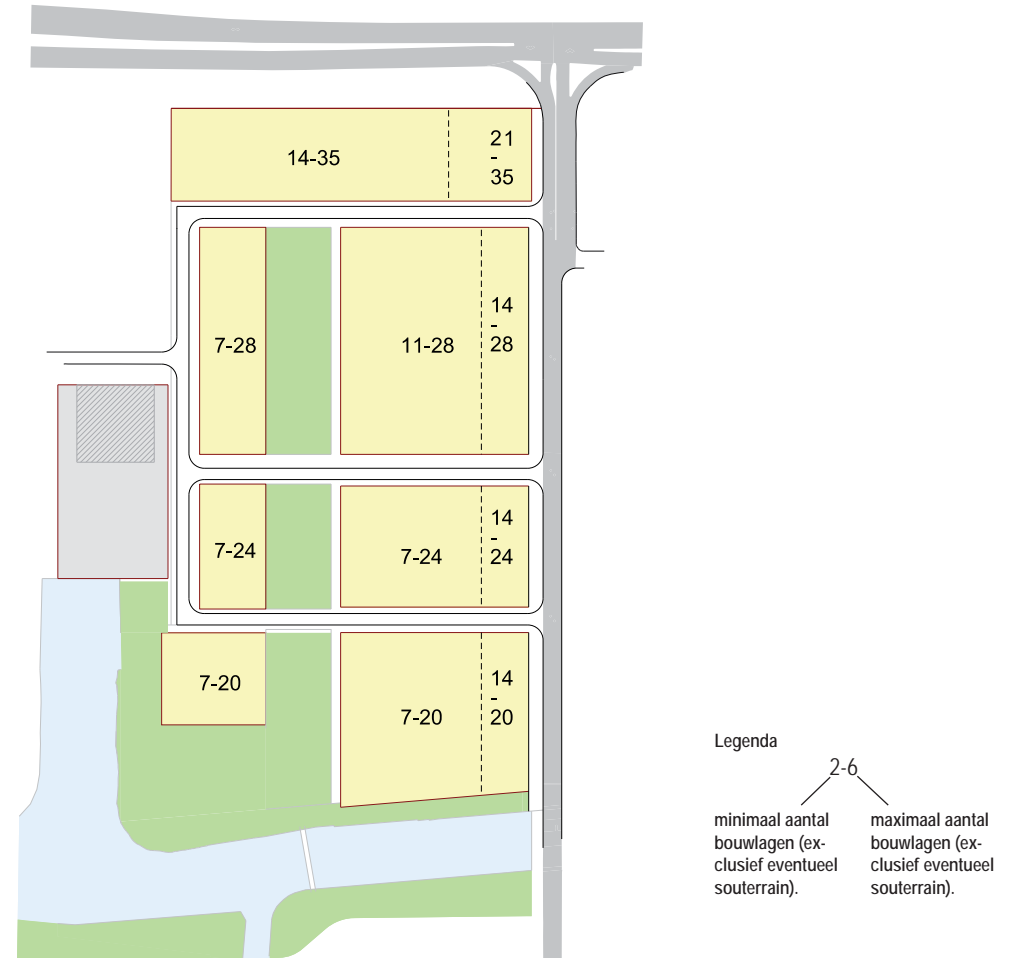 14-35
21
-
35
7-28
11-28
14
-
28
7-24
7-24
14
-
24
7-20
7-20
14
-
20
Legenda
2-6
minimaal aantal
bouwlagen (ex-
clusief eventueel
souterrain).
maximaal aantal
bouwlagen (ex-
clusief eventueel
souterrain).